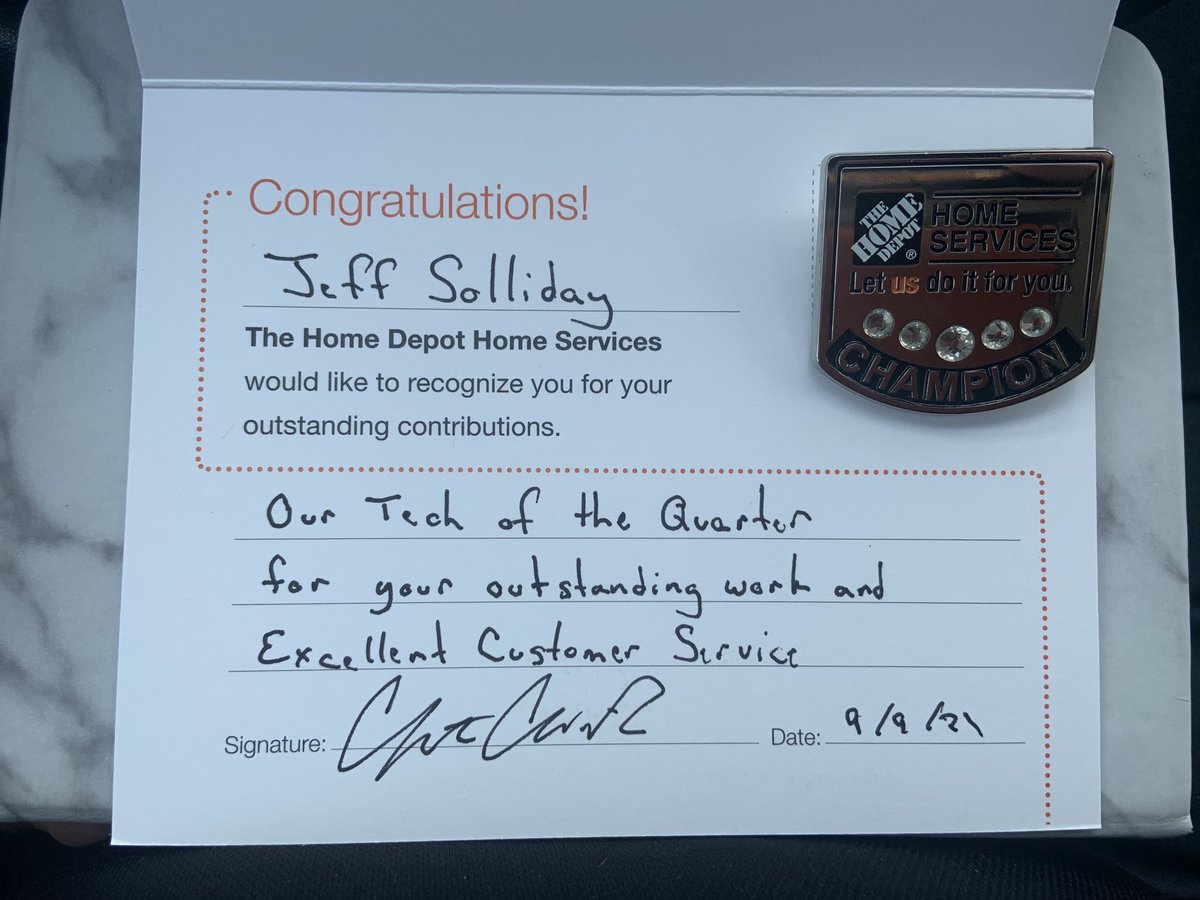 Congratulations!
Jeff Solliday
The Home Depot Home Services
would like to recognize you for your
outstanding contributions.
Our Tech of the Quarter
for your outstanding work and
Excellent Customer Service
Signature:
Date: 9/9/21
THE
HOME
DEPOT
®
HOME
SERVICES
Let us do it for you.
CHAMPION